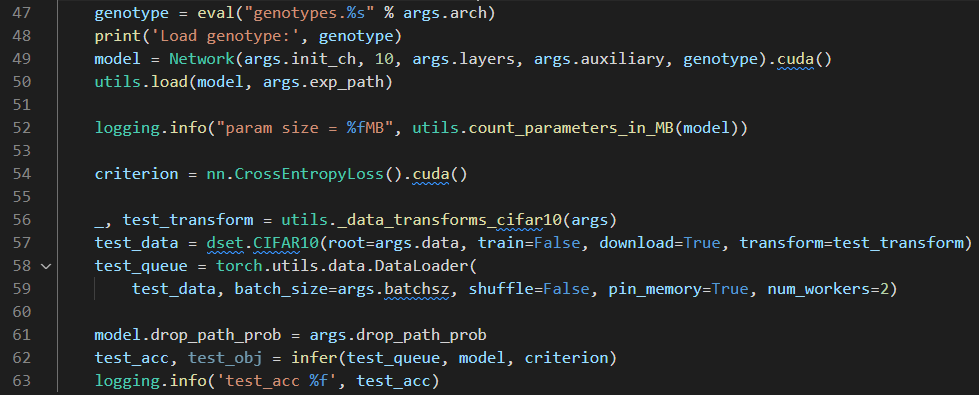 47 genotype = eval("genotypes.%s" % args.arch)
48 print('Load genotype:', genotype)
49 model = Network(args.init_ch, 10, args.layers, args.auxiliary, genotype).cuda()
50 utils.load(model, args.exp_path)
51
52 logging.info("param size = %fMB", utils.count_parameters_in_MB(model))
53
54 criterion = nn.CrossEntropyLoss().cuda()
55
56 _, test_transform = utils._data_transforms_cifar10(args)
57 test_data = dset.CIFAR10(root=args.data, train=False, download=True, transform=test_transform)
58 test_queue = torch.utils.data.DataLoader(
59 test_data, batch_size=args.batchsz, shuffle=False, pin_memory=True, num_workers=2)
60
61 model.drop_path_prob = args.drop_path_prob
62 test_acc, test_obj = infer(test_queue, model, criterion)
63 logging.info('test_acc %f', test_acc)